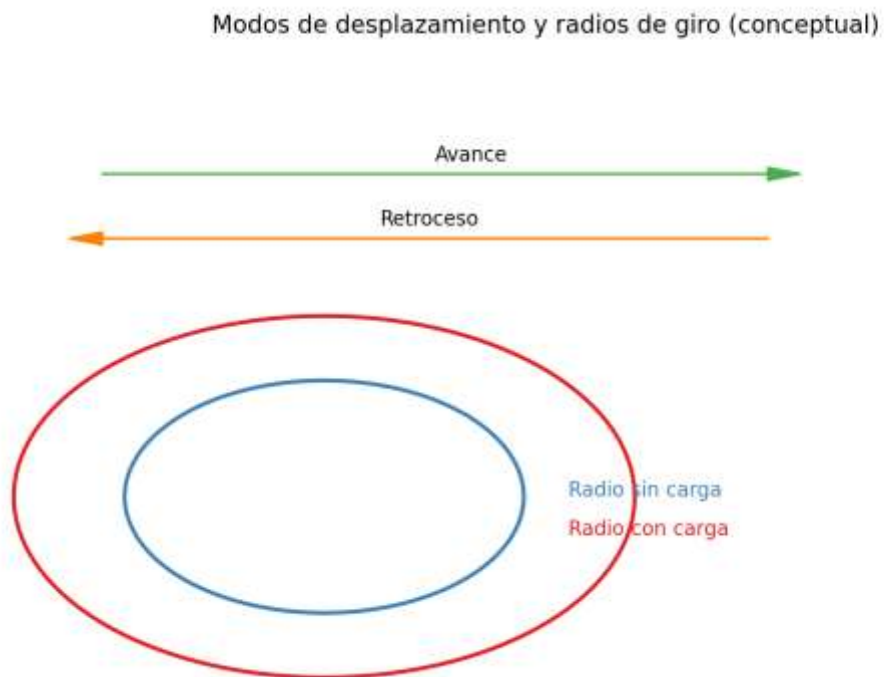 Modos de desplazamiento y radios de giro (conceptual)
Avance
Retroceso
Radio sin carga
Radio con carga